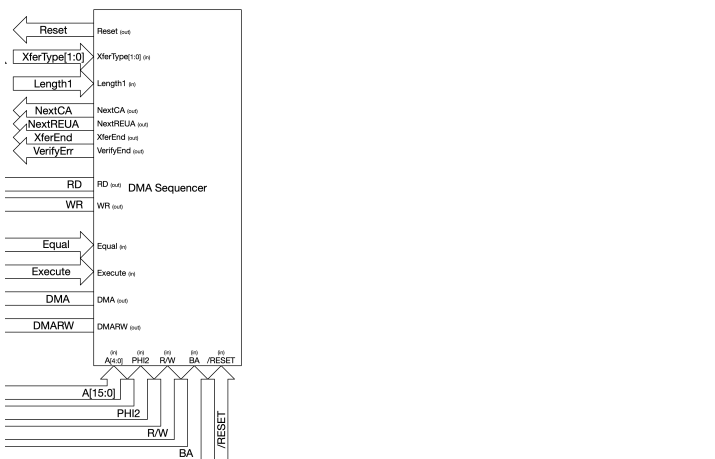 Reset Reset (out)
XferType[1:0] XferType[1:0] (in)
Length1 Length1 (in)
NextCA NextCA (out)
NextREUA NextREUA (out)
XferEnd XferEnd (out)
VerifyErr VerifyEnd (out)
RD RD (out) DMA Sequencer
WR WR (out)
Equal Equal (in)
Execute Execute (in)
DMA DMA (out)
DMARW DMARW (out)
(in) (in) (in) (in) (in)
A[4:0] PHI2 R/W BA /RESET
A[15:0]
PHI2
R/W
BA
/RESET